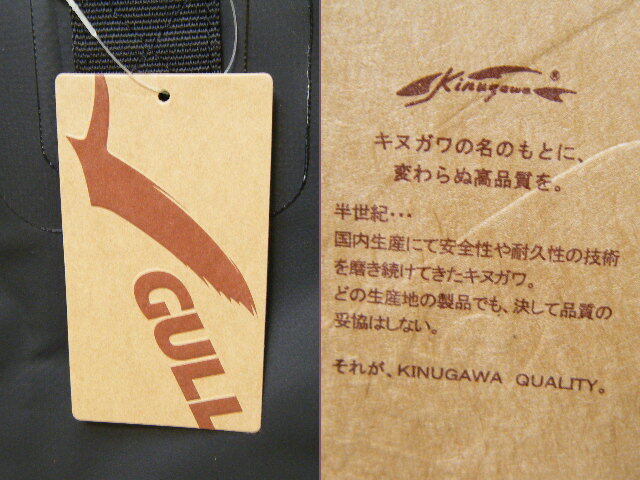 GULL
Kinugawa®
キヌガワの名のもとに、
変わらぬ高品質を。
半世紀・・・
国内生産にて安全性や耐久性の技術
を磨き続けてきたキヌガワ。
どの生産地の製品でも、決して品質の
妥協はしない。
それが、KINUGAWA QUALITY。